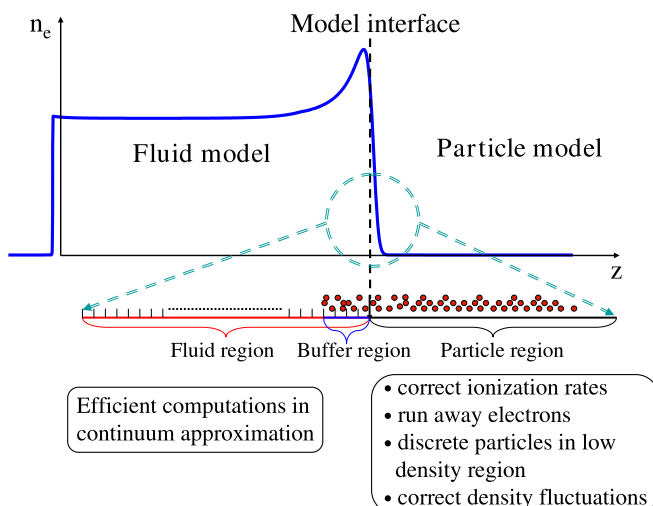 n_e
Model interface
Fluid model
Particle model
z
Fluid region
Buffer region
Particle region
Efficient computations in
continuum approximation
• correct ionization rates
• run away electrons
• discrete particles in low
density region
• correct density fluctuations